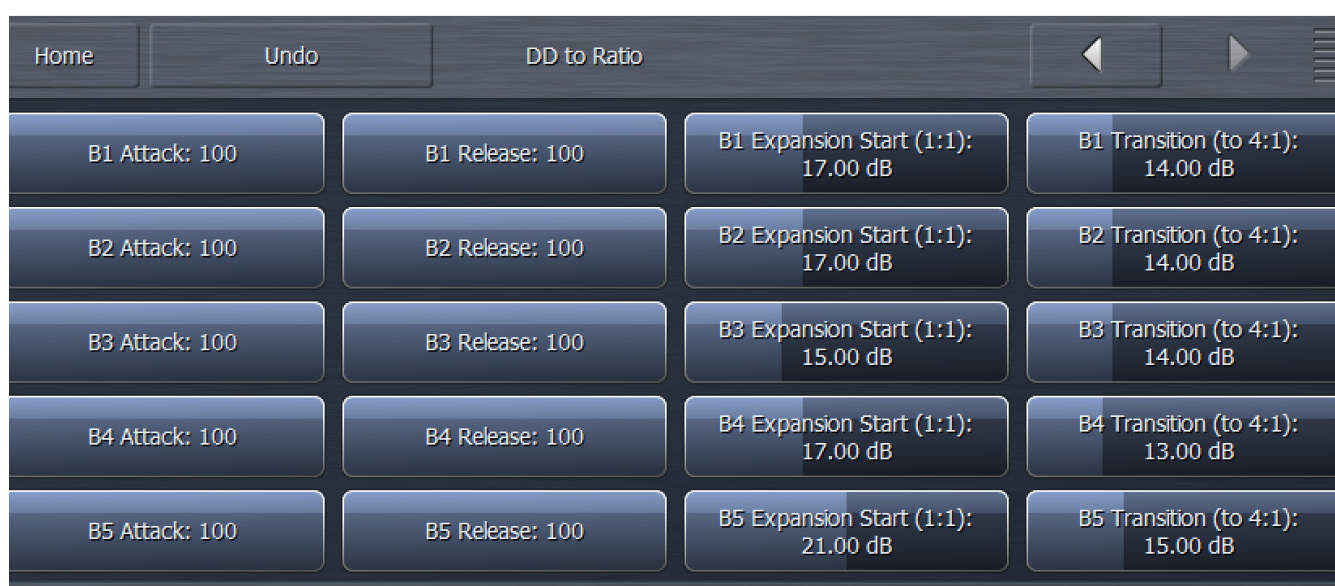 Home Undo DD to Ratio
B1 Attack: 100
B1 Release: 100
B1 Expansion Start (1:1):
17.00 dB
B1 Transition (to 4:1):
14.00 dB
B2 Attack: 100
B2 Release: 100
B2 Expansion Start (1:1):
17.00 dB
B2 Transition (to 4:1):
14.00 dB
B3 Attack: 100
B3 Release: 100
B3 Expansion Start (1:1):
15.00 dB
B3 Transition (to 4:1):
14.00 dB
B4 Attack: 100
B4 Release: 100
B4 Expansion Start (1:1):
17.00 dB
B4 Transition (to 4:1):
13.00 dB
B5 Attack: 100
B5 Release: 100
B5 Expansion Start (1:1):
21.00 dB
B5 Transition (to 4:1):
15.00 dB